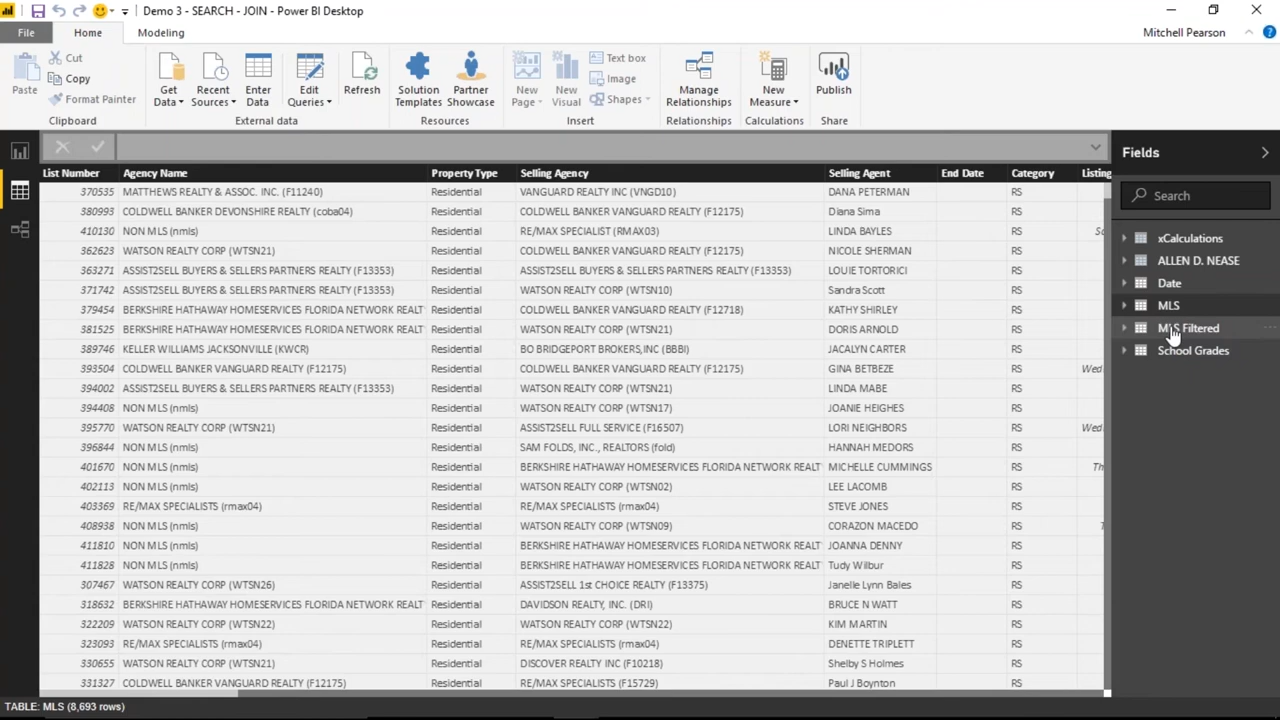 Demo 3 - SEARCH - JOIN - Power BI Desktop
File Home Modeling Mitchell Pearson
Paste Cut Copy Format Painter
Clipboard
Get Data Recent Sources Enter Data Edit Queries Refresh
External data
Solution Templates Partner Showcase
Resources
New Page New Visual Text box Image Shapes
Insert
Manage Relationships
Relationships
New Measure
Calculations
Publish
Share
List Number Agency Name Property Type Selling Agency Selling Agent End Date Category Listing
370535 MATTHEWS REALTY & ASSOC. INC. (F11240) Residential VANGUARD REALTY INC (VNGD10) DANA PETERMAN RS
380993 COLDWELL BANKER DEVONSHIRE REALTY (coba04) Residential COLDWELL BANKER VANGUARD REALTY (F12175) Diana Sima RS
410130 NON MLS (nmls) Residential RE/MAX SPECIALIST (RMAX03) LINDA BAYLES RS
362623 WATSON REALTY CORP (WTSN21) Residential COLDWELL BANKER VANGUARD REALTY (F12175) NICOLE SHERMAN RS
363271 ASSIST2SELL BUYERS & SELLERS PARTNERS REALTY (F13353) Residential ASSIST2SELL BUYERS & SELLERS PARTNERS REALTY (F13353) LOUIE TORTORICI RS
371742 ASSIST2SELL BUYERS & SELLERS PARTNERS REALTY (F13353) Residential WATSON REALTY CORP (WTSN10) Sandra Scott RS
379454 BERKSHIRE HATHAWAY HOMESERVICES FLORIDA NETWORK REALT Residential COLDWELL BANKER VANGUARD REALTY (F12718) KATHY SHIRLEY RS
381525 BERKSHIRE HATHAWAY HOMESERVICES FLORIDA NETWORK REALT Residential WATSON REALTY CORP (WTSN21) DORIS ARNOLD RS
389746 KELLER WILLIAMS JACKSONVILLE (KWCR) Residential BO BRIDGEPORT BROKERS,INC (BBBI) JACALYN CARTER RS
393504 COLDWELL BANKER VANGUARD REALTY (F12175) Residential COLDWELL BANKER VANGUARD REALTY (F12175) GINA BETBEZE RS Wed
394002 ASSIST2SELL BUYERS & SELLERS PARTNERS REALTY (F13353) Residential WATSON REALTY CORP (WTSN21) LINDA MABE RS
394408 NON MLS (nmls) Residential WATSON REALTY CORP (WTSN17) JOANIE HEIGHES RS
395770 WATSON REALTY CORP (WTSN21) Residential ASSIST2SELL FULL SERVICE (F16507) LORI NEIGHBORS RS Wed
396844 NON MLS (nmls) Residential SAM FOLDS, INC., REALTORS (fold) HANNAH MEDORS RS
401670 NON MLS (nmls) Residential BERKSHIRE HATHAWAY HOMESERVICES FLORIDA NETWORK REALT MICHELLE CUMMINGS RS Th
402113 NON MLS (nmls) Residential WATSON REALTY CORP (WTSN02) LEE LACOMB RS
403369 RE/MAX SPECIALISTS (rmax04) Residential RE/MAX SPECIALISTS (rmax04) STEVE JONES RS
408938 NON MLS (nmls) Residential WATSON REALTY CORP (WTSN09) CORAZON MACEDO RS
411810 NON MLS (nmls) Residential BERKSHIRE HATHAWAY HOMESERVICES FLORIDA NETWORK REALT JOANNA DENNY RS
411828 NON MLS (nmls) Residential BERKSHIRE HATHAWAY HOMESERVICES FLORIDA NETWORK REALT Tudy Wilbur RS
307467 WATSON REALTY CORP (WTSN26) Residential ASSIST2SELL 1st CHOICE REALTY (F13375) Janelle Lynn Bales RS
318632 BERKSHIRE HATHAWAY HOMESERVICES FLORIDA NETWORK REALT Residential DAVIDSON REALTY, INC. (DRI) BRUCE N WATT RS
322209 WATSON REALTY CORP (WTSN22) Residential WATSON REALTY CORP (WTSN22) KIM MARTIN RS
323093 RE/MAX SPECIALISTS (rmax04) Residential RE/MAX SPECIALISTS (rmax04) DENETTE TRIPLETT RS
330655 WATSON REALTY CORP (WTSN21) Residential DISCOVER REALTY INC (F10218) Shelby S Holmes RS
331327 COLDWELL BANKER VANGUARD REALTY (F12175) Residential RE/MAX SPECIALISTS (F15729) Paul J Boynton RS
Fields
Search
xCalculations
ALLEN D. NEASE
Date
MLS
MLS Filtered
School Grades
TABLE: MLS (8,693 rows)